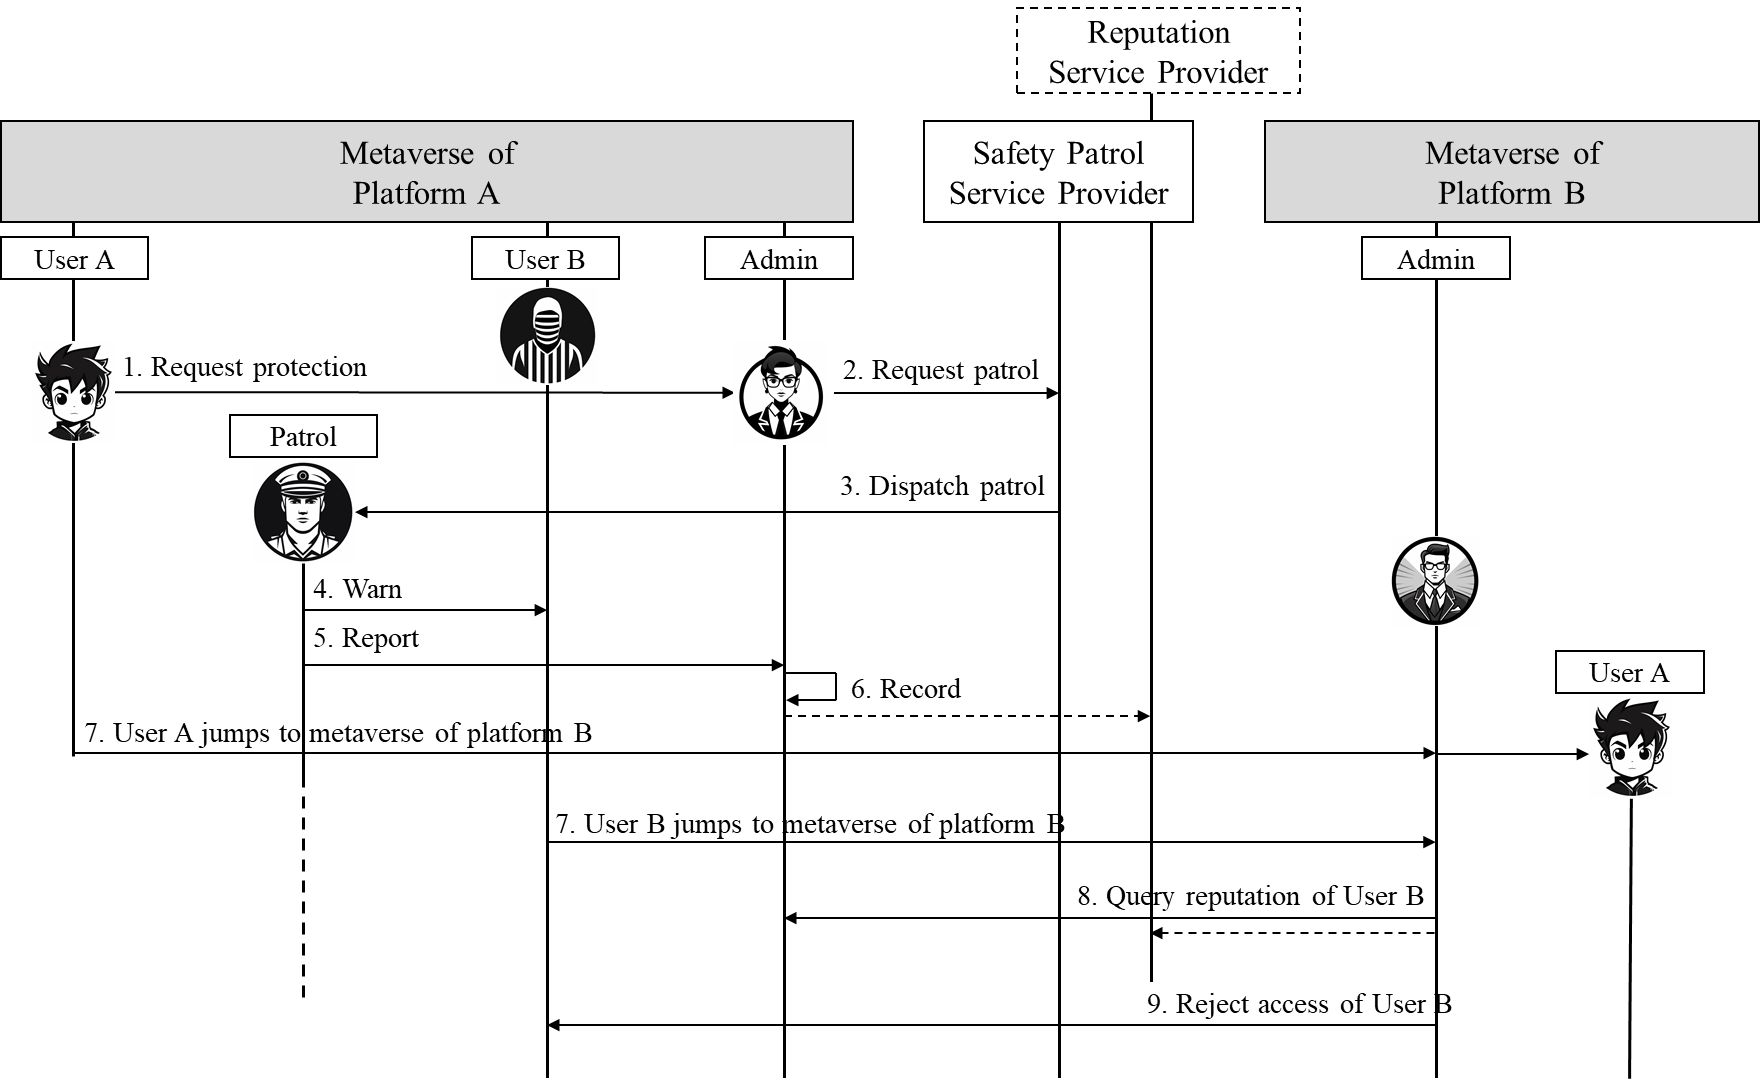 Reputation
Service Provider
Metaverse of
Platform A
Safety Patrol
Service Provider
Metaverse of
Platform B
User A
User B
Admin
Admin
1. Request protection
2. Request patrol
Patrol
3. Dispatch patrol
4. Warn
5. Report
User A
6. Record
7. User A jumps to metaverse of platform B
7. User B jumps to metaverse of platform B
8. Query reputation of User B
9. Reject access of User B